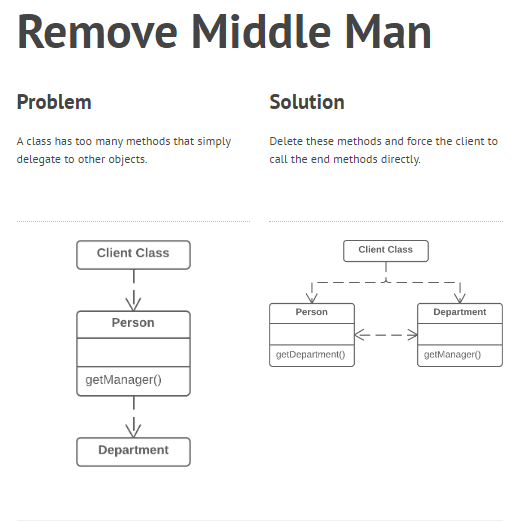 Remove Middle Man
Problem
A class has too many methods that simply
delegate to other objects.
Client Class
Person
getManager()
Department
Solution
Delete these methods and force the client to
call the end methods directly.
Client Class
Person
getDepartment()
Department
getManager()